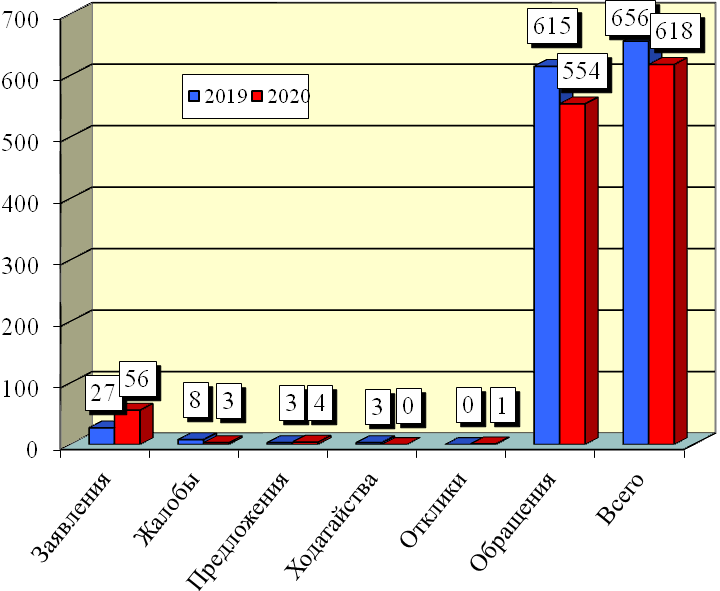 700
600
500
400
300
200
100
0
2019 2020
27 56
8 3
3 4
3 0
0 1
615 554
656 618
Заявления
Жалобы
Предложения
Ходатайства
Отклики
Обращения
Всего